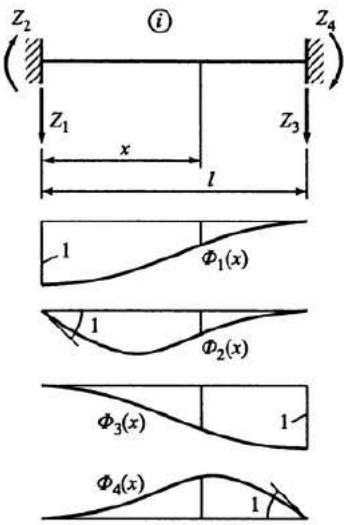 Z₂ i Z₄
Z₁ Z₃
x
l
1 Φ₁(x)
1 Φ₂(x)
Φ₃(x) 1
Φ₄(x) 1